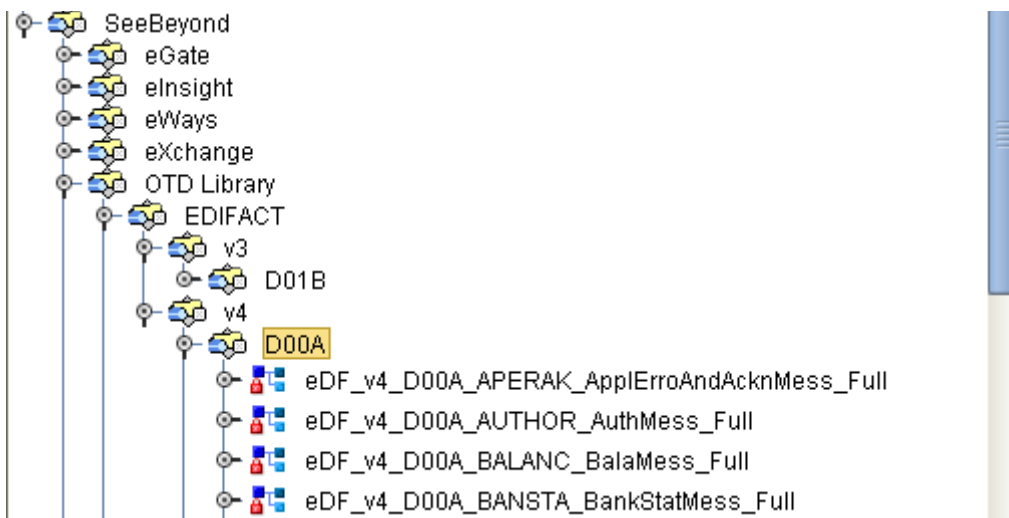 SeeBeyond
eGate
eInsight
eWays
eXchange
OTD Library
EDIFACT
v3
D01B
v4
D00A
eDF_v4_D00A_APERAK_ApplErroAndAcknMess_Full
eDF_v4_D00A_AUTHOR_AuthMess_Full
eDF_v4_D00A_BALANC_BalaMess_Full
eDF_v4_D00A_BANSTA_BankStatMess_Full